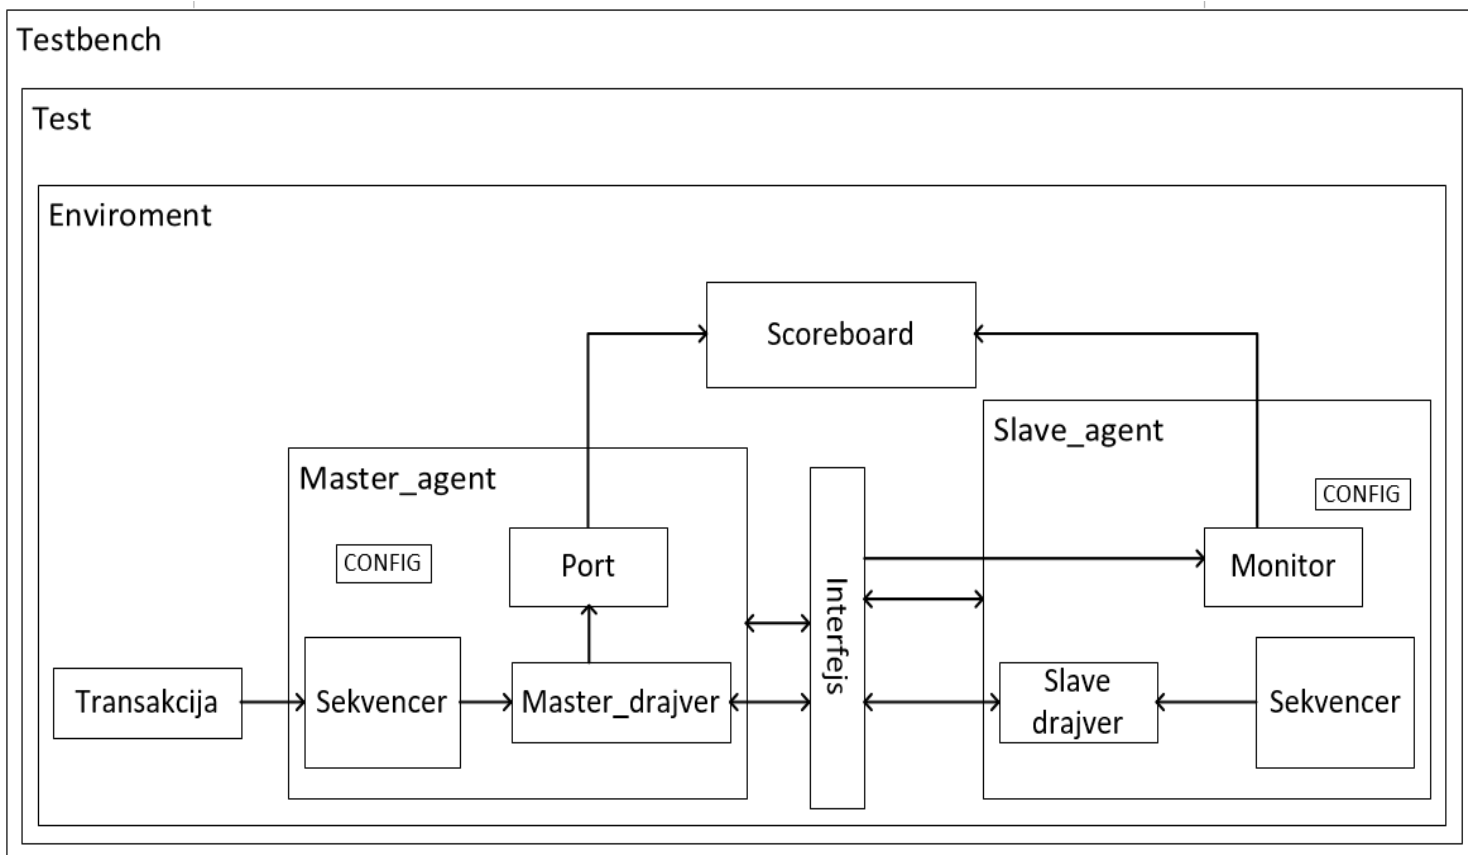 Testbench
Test
Enviroment
Scoreboard
Slave_agent
Master_agent
CONFIG
Port
CONFIG
Monitor
Interfejs
Transakcija
Sekvencer
Master_drajver
Slave
drajver
Sekvencer